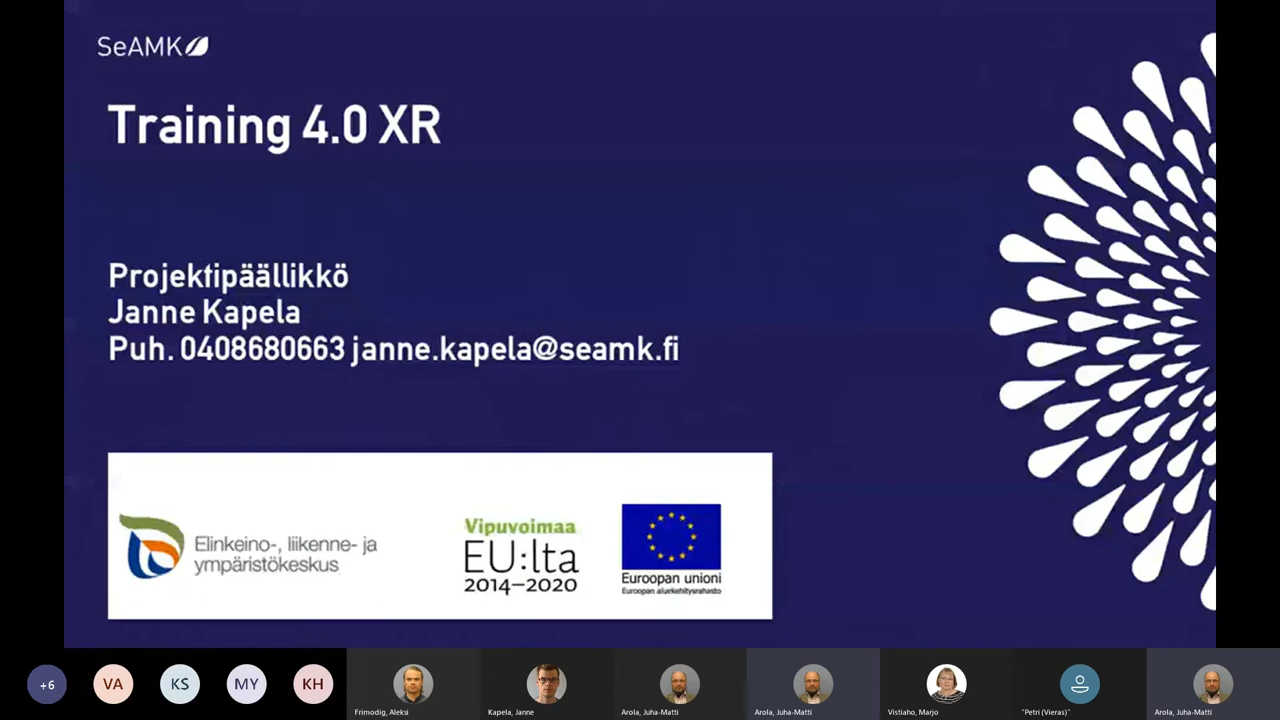 SeAMK
Training 4.0 XR
Projektipäällikkö
Janne Kapela
Puh. 0408680663 janne.kapela@seamk.fi
Elinkeino-, liikenne- ja
ympäristökeskus
Vipuvoimaa
EU:lta
2014–2020
Euroopan unioni
Euroopan aluekehitysrahasto
+6
VA
KS
MY
KH
Frimodig, Aleksi
Kapela, Janne
Arola, Juha-Matti
Arola, Juha-Matti
Vistiaho, Marjo
"Petri (Vieras)"
Arola, Juha-Matti